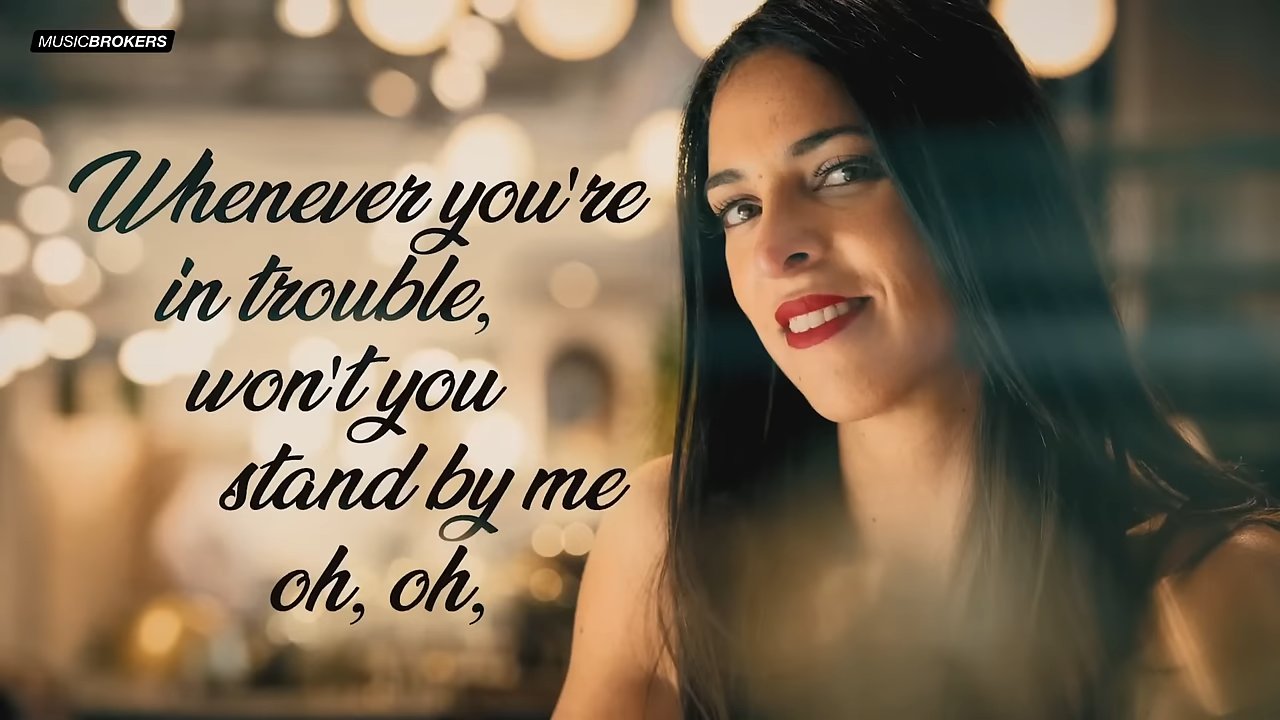 MUSICBROKERS
Whenever you're
in trouble,
won't you
stand by me
oh, oh,